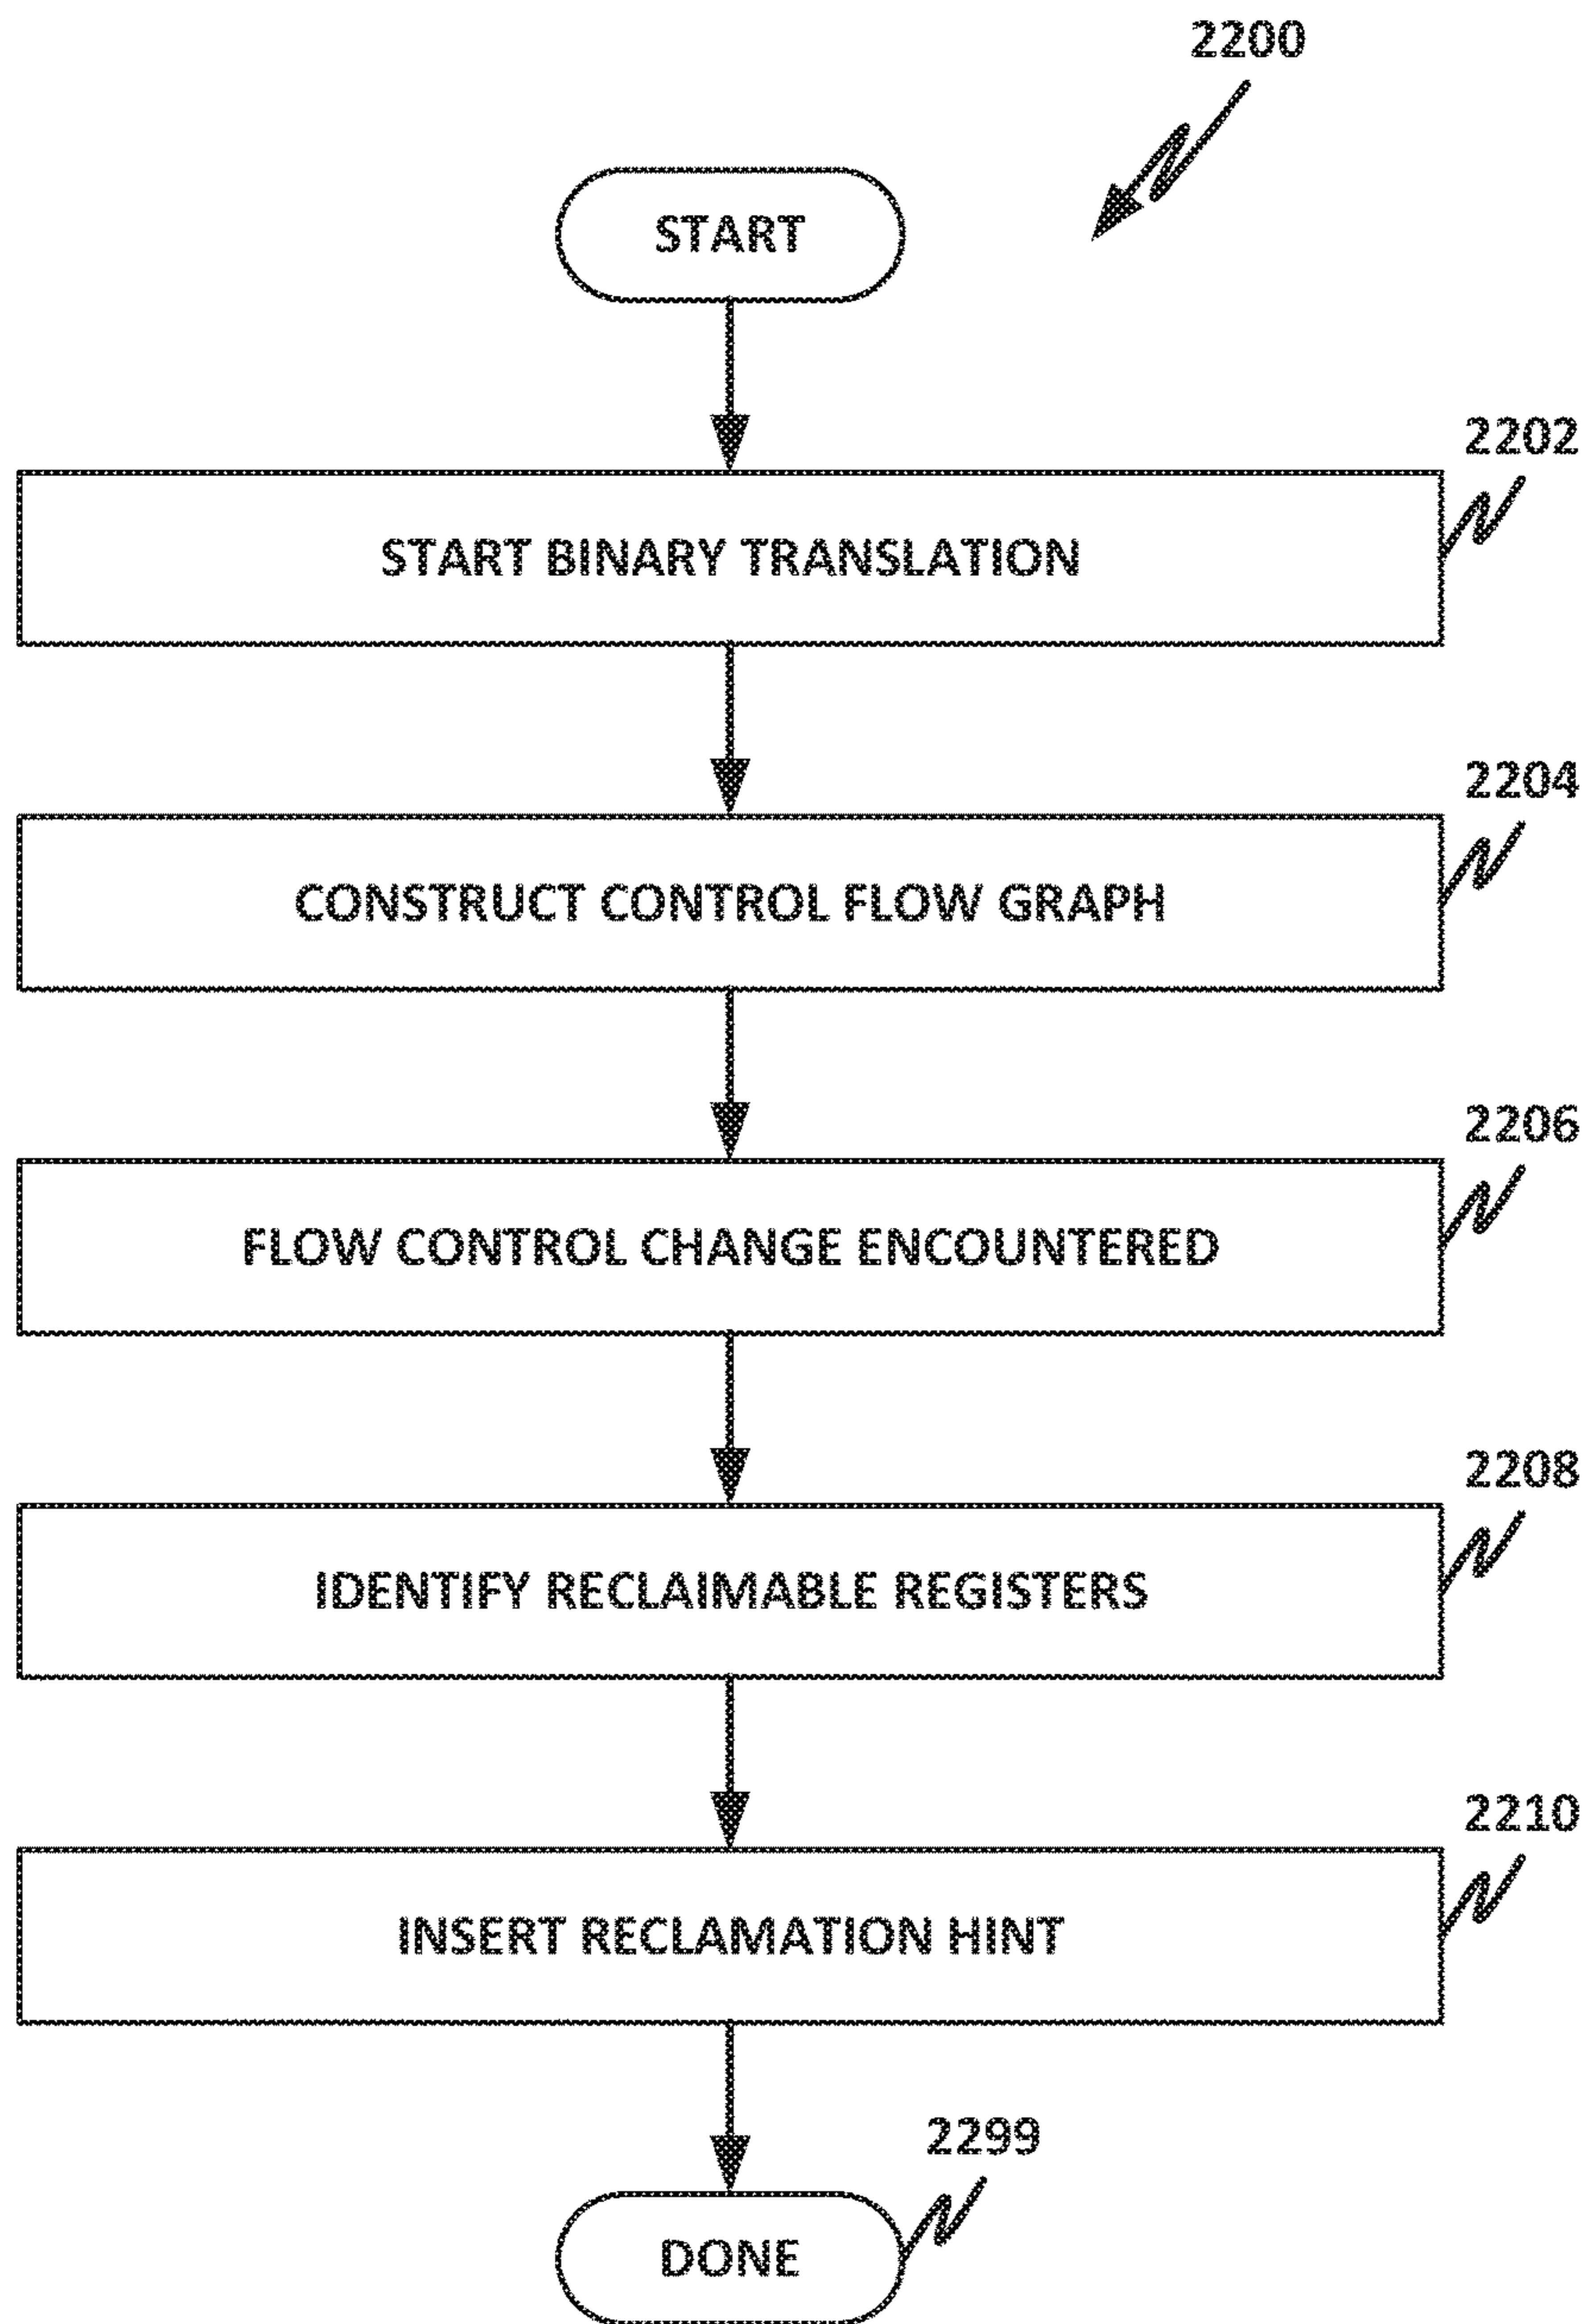 2200
START
2202
START BINARY TRANSLATION
2204
CONSTRUCT CONTROL FLOW GRAPH
2206
FLOW CONTROL CHANGE ENCOUNTERED
2208
IDENTIFY RECLAIMABLE REGISTERS
2210
INSERT RECLAMATION HINT
2299
DONE